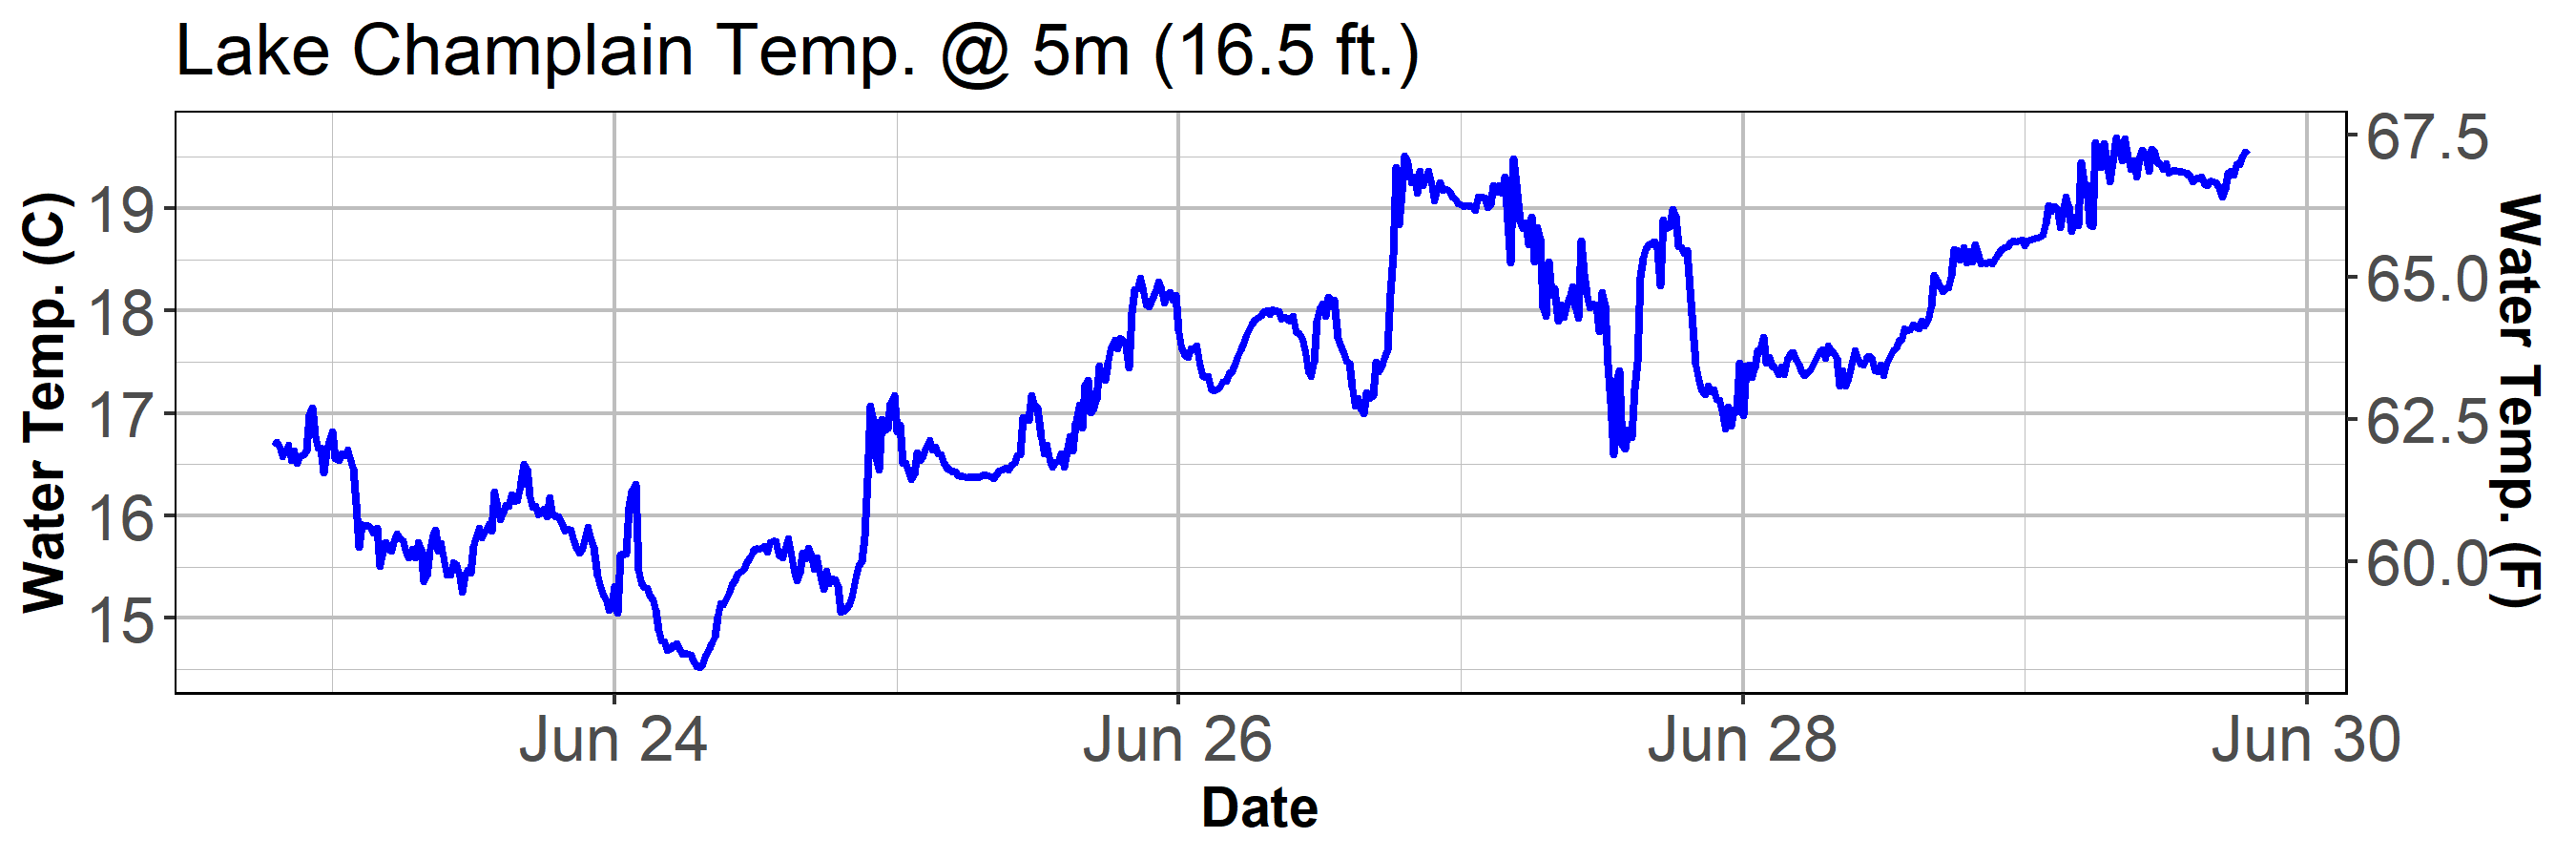 Lake Champlain Temp. @ 5m (16.5 ft.)
Water Temp. (C)
19
18
17
16
15
67.5
65.0
62.5
60.0
Water Temp. (F)
Jun 24 Jun 26 Jun 28 Jun 30
Date